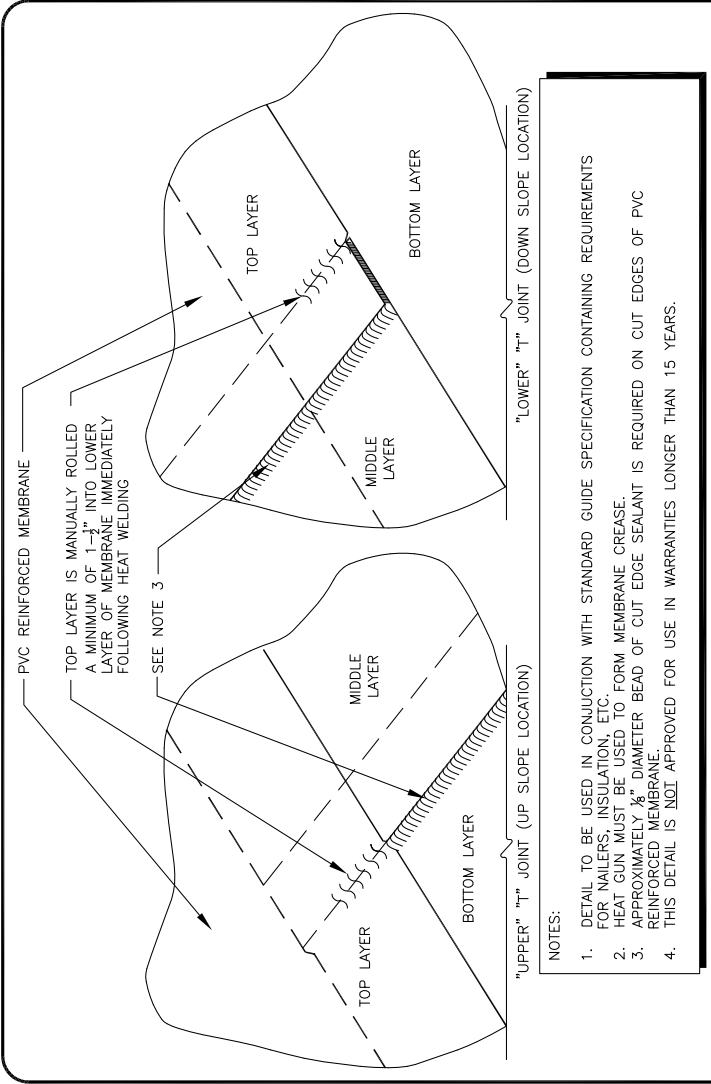 PVC REINFORCED MEMBRANE
TOP LAYER IS MANUALLY ROLLED
A MINIMUM OF 1-½" INTO LOWER
LAYER OF MEMBRANE IMMEDIATELY
FOLLOWING HEAT WELDING
SEE NOTE 3
TOP LAYER
MIDDLE
LAYER
BOTTOM LAYER
"UPPER" "T" JOINT (UP SLOPE LOCATION)
TOP LAYER
MIDDLE
LAYER
BOTTOM LAYER
"LOWER" "T" JOINT (DOWN SLOPE LOCATION)
NOTES:
1. DETAIL TO BE USED IN CONJUCTION WITH STANDARD GUIDE SPECIFICATION CONTAINING REQUIREMENTS
FOR NAILERS, INSULATION, ETC.
2. HEAT GUN MUST BE USED TO FORM MEMBRANE CREASE.
3. APPROXIMATELY ⅛" DIAMETER BEAD OF CUT EDGE SEALANT IS REQUIRED ON CUT EDGES OF PVC
REINFORCED MEMBRANE.
4. THIS DETAIL IS NOT APPROVED FOR USE IN WARRANTIES LONGER THAN 15 YEARS.